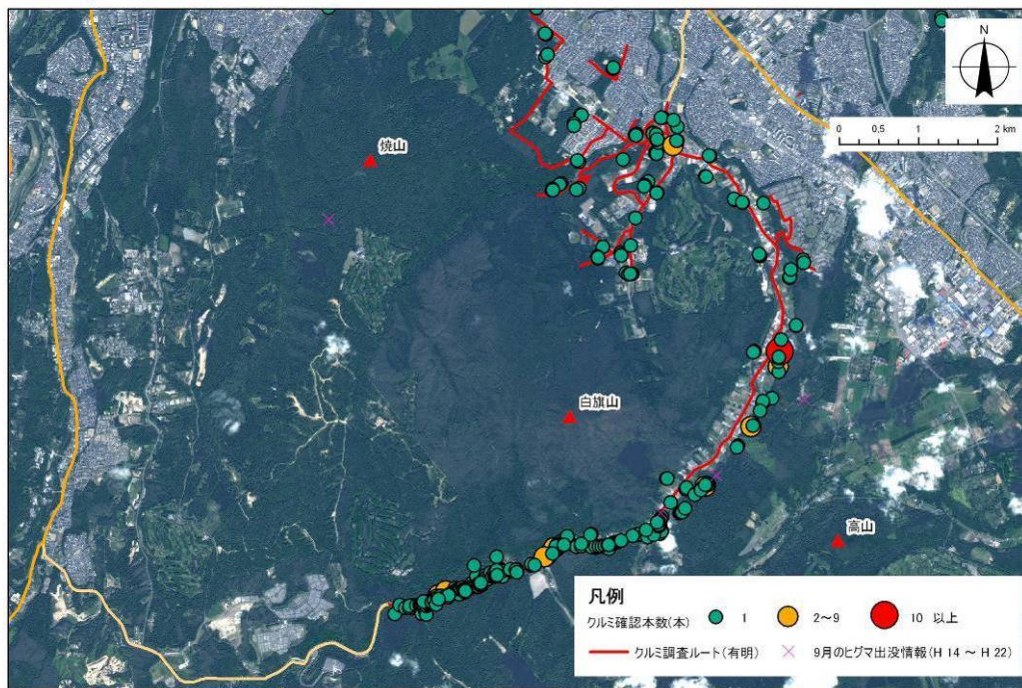 N
0 0.5 1 2 km
焼山
白旗山
高山
凡例
クルミ確認本数(本) 1 2～9 10 以上
クルミ調査ルート(有明) 9月のヒグマ出没情報(H 14 ～ H 22)